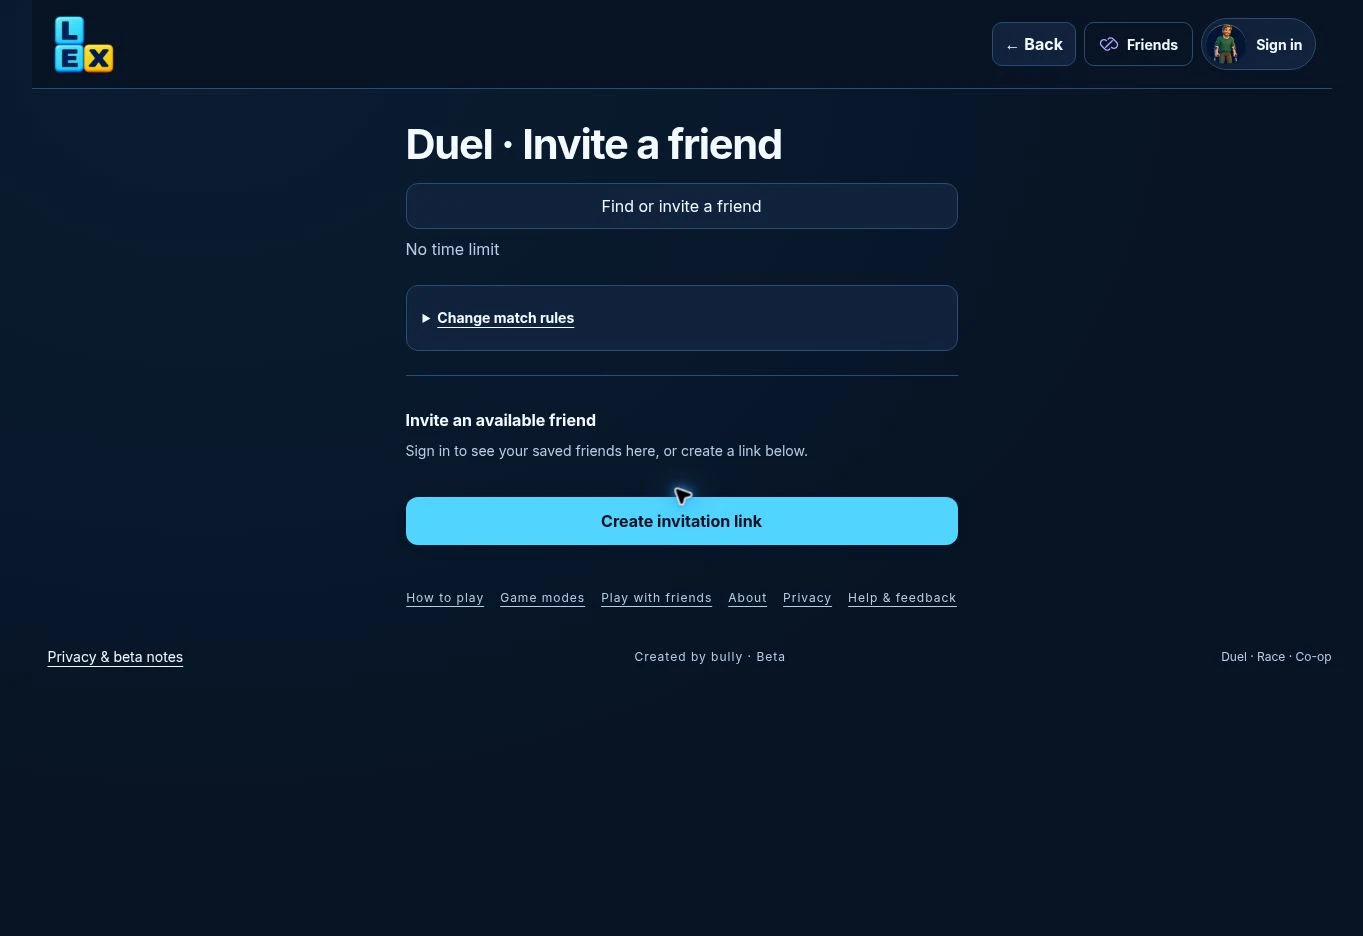 L
EX
← Back
Friends
Sign in
Duel · Invite a friend
Find or invite a friend
No time limit
▶ Change match rules
Invite an available friend
Sign in to see your saved friends here, or create a link below.
Create invitation link
How to play Game modes Play with friends About Privacy Help & feedback
Privacy & beta notes
Created by bully · Beta
Duel · Race · Co-op